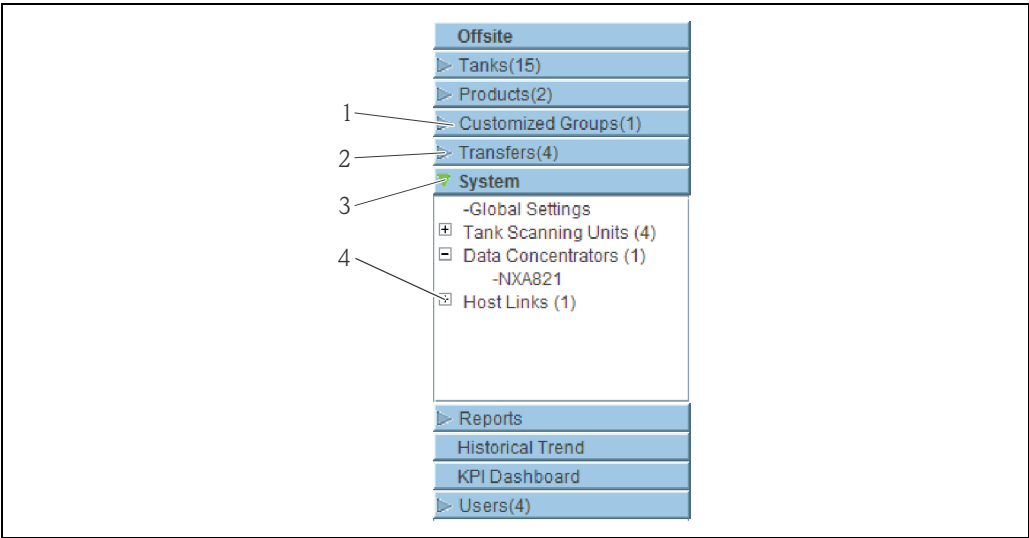 Offsite
Tanks(15)
Products(2)
1
Customized Groups(1)
2
Transfers(4)
3
System
-Global Settings
Tank Scanning Units (4)
4
Data Concentrators (1)
-NXA821
Host Links (1)
Reports
Historical Trend
KPI Dashboard
Users(4)